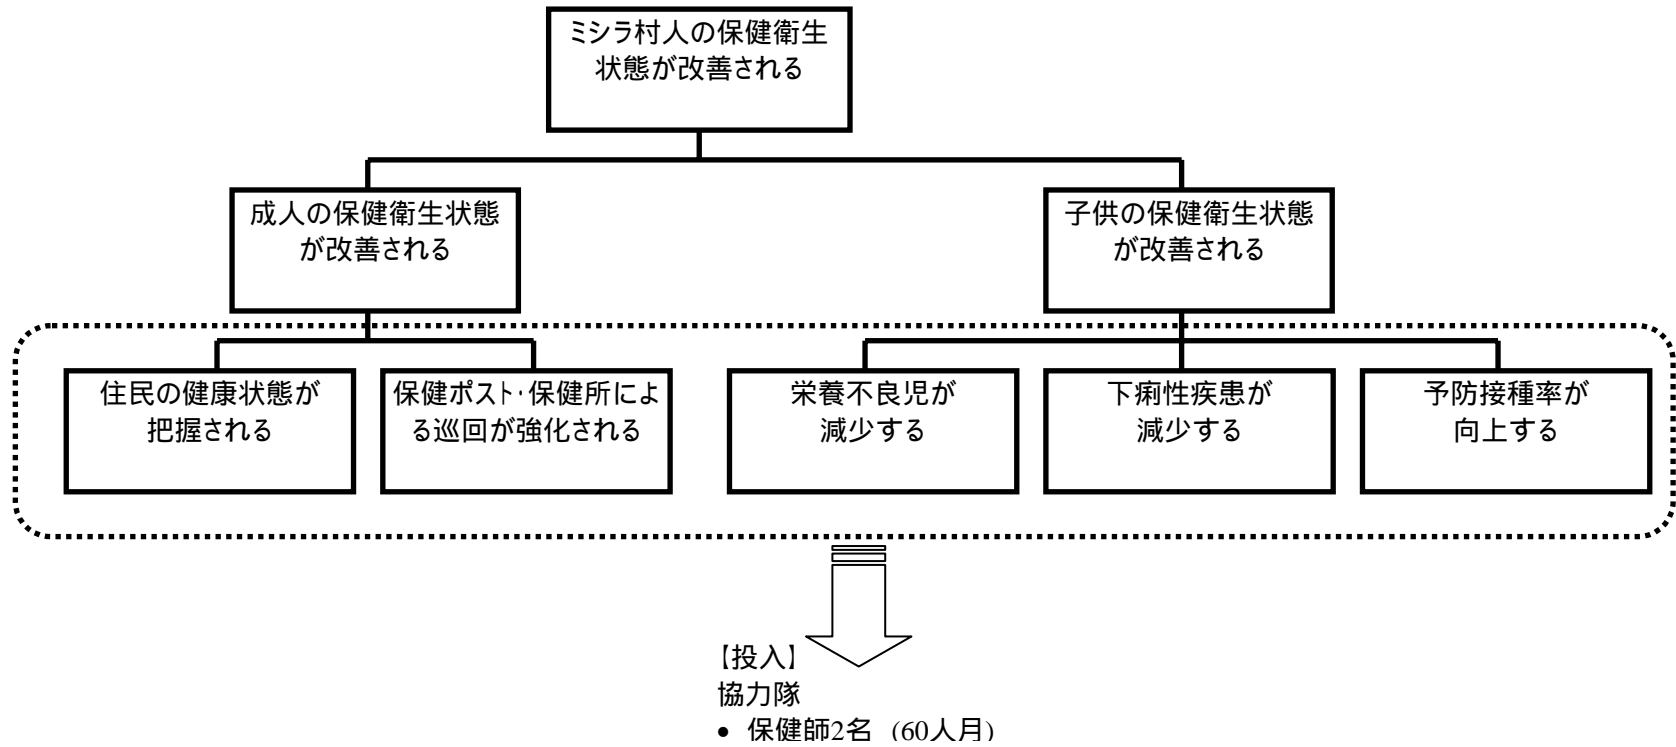 ミシラ村人の保健衛生
状態が改善される
成人の保健衛生状態
が改善される
子供の保健衛生状態
が改善される
住民の健康状態が
把握される
保健ポスト・保健所によ
る巡回が強化される
栄養不良児が
減少する
下痢性疾患が
減少する
予防接種率が
向上する
【投入】
協力隊
• 保健師2名 (60人月)